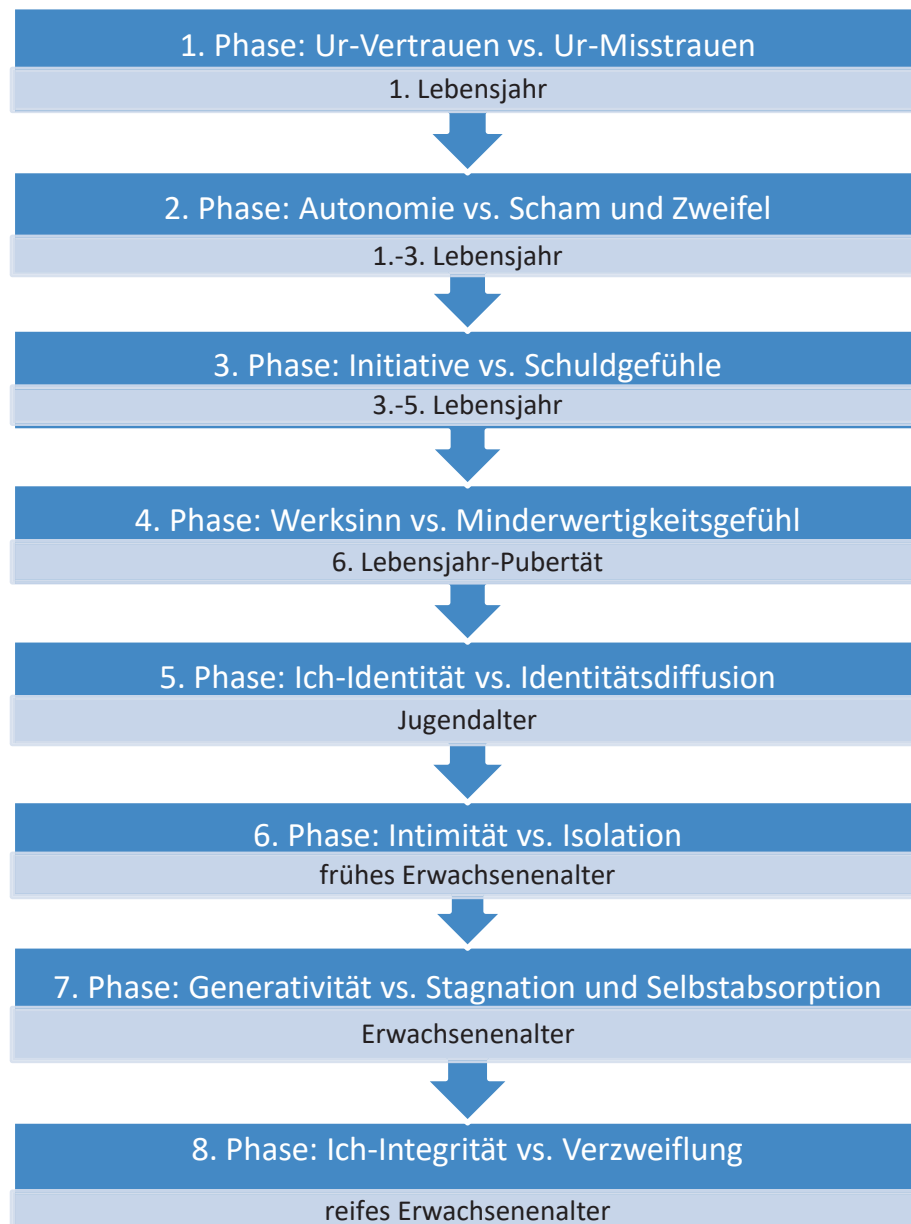 1. Phase: Ur-Vertrauen vs. Ur-Misstrauen
1. Lebensjahr
2. Phase: Autonomie vs. Scham und Zweifel
1.-3. Lebensjahr
3. Phase: Initiative vs. Schuldgefühle
3.-5. Lebensjahr
4. Phase: Werksinn vs. Minderwertigkeitsgefühl
6. Lebensjahr-Pubertät
5. Phase: Ich-Identität vs. Identitätsdiffusion
Jugendalter
6. Phase: Intimität vs. Isolation
frühes Erwachsenenalter
7. Phase: Generativität vs. Stagnation und Selbstabsorption
Erwachsenenalter
8. Phase: Ich-Integrität vs. Verzweiflung
reifes Erwachsenenalter